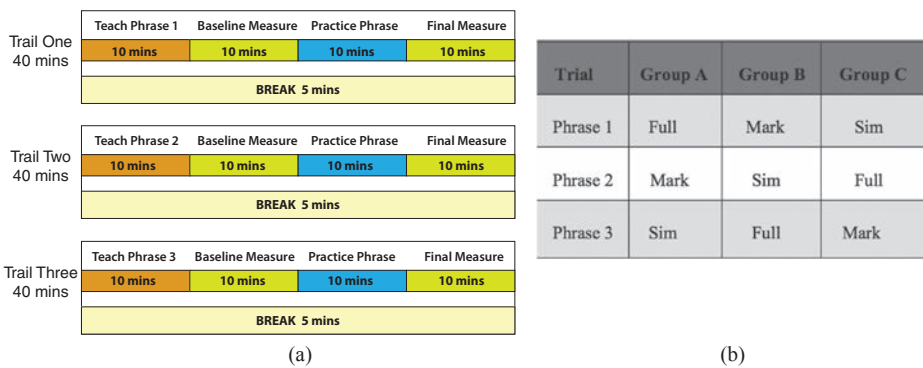 Teach Phrase 1 Baseline Measure Practice Phrase Final Measure
Trail One
40 mins
10 mins 10 mins 10 mins 10 mins
BREAK 5 mins
Teach Phrase 2 Baseline Measure Practice Phrase Final Measure
Trail Two
40 mins
10 mins 10 mins 10 mins 10 mins
BREAK 5 mins
Teach Phrase 3 Baseline Measure Practice Phrase Final Measure
Trail Three
40 mins
10 mins 10 mins 10 mins 10 mins
BREAK 5 mins
(a)
Trial Group A Group B Group C
Phrase 1 Full Mark Sim
Phrase 2 Mark Sim Full
Phrase 3 Sim Full Mark
(b)